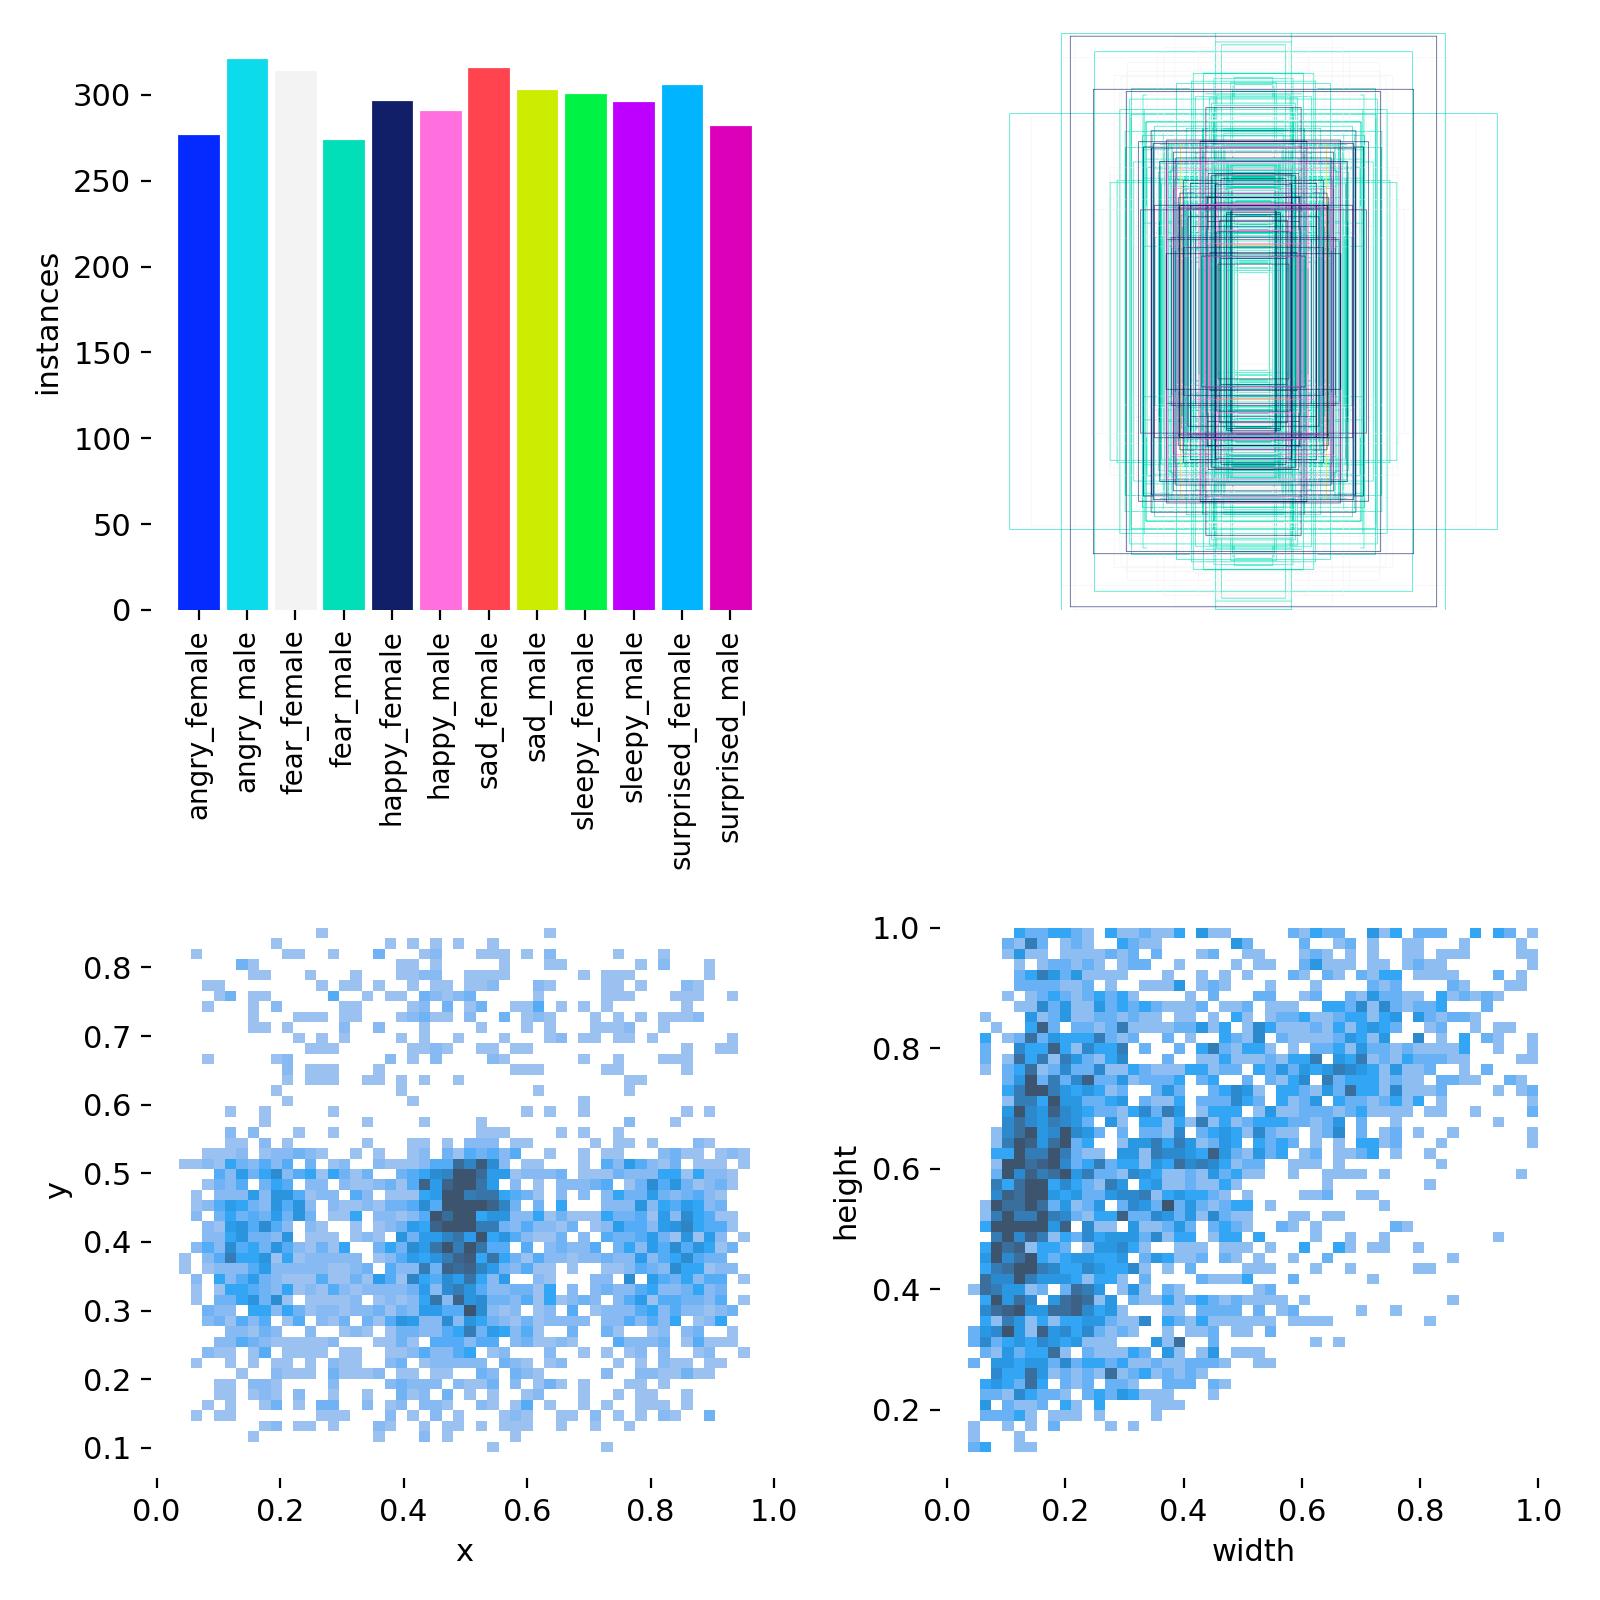 300
250
200
150
100
50
0
instances
angry_female
angry_male
fear_female
fear_male
happy_female
happy_male
sad_female
sad_male
sleepy_female
sleepy_male
surprised_female
surprised_male
0.8
0.7
0.6
0.5
0.4
0.3
0.2
0.1
y
0.0 0.2 0.4 0.6 0.8 1.0
x
1.0
0.8
0.6
0.4
0.2
height
0.0 0.2 0.4 0.6 0.8 1.0
width